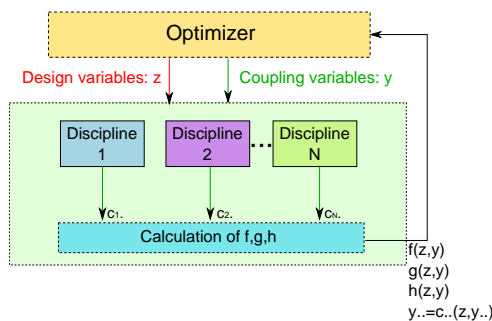 Optimizer
Design variables: z
Coupling variables: y
Discipline
1
Discipline
2
...
Discipline
N
c1.
c2.
cN.
Calculation of f,g,h
f(z,y)
g(z,y)
h(z,y)
y..=c..(z,y..)